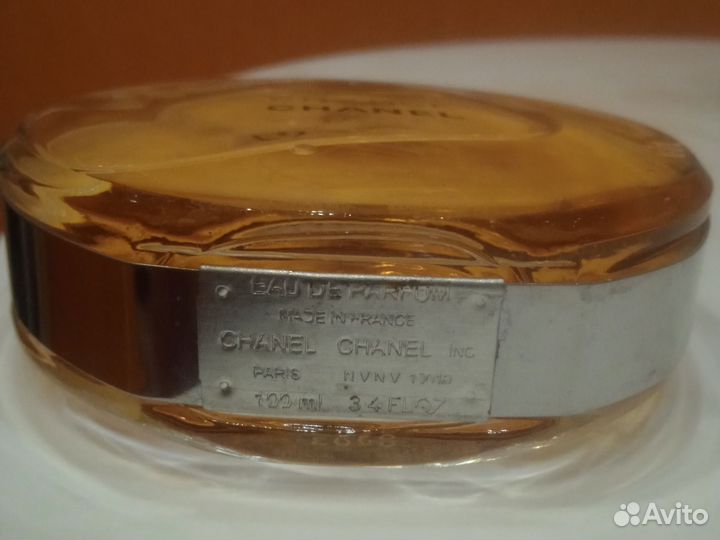 CHANEL
EAU DE PARFUM
MADE IN FRANCE
CHANEL CHANEL INC
PARIS
100 ml 3.4 FL OZ
Avito